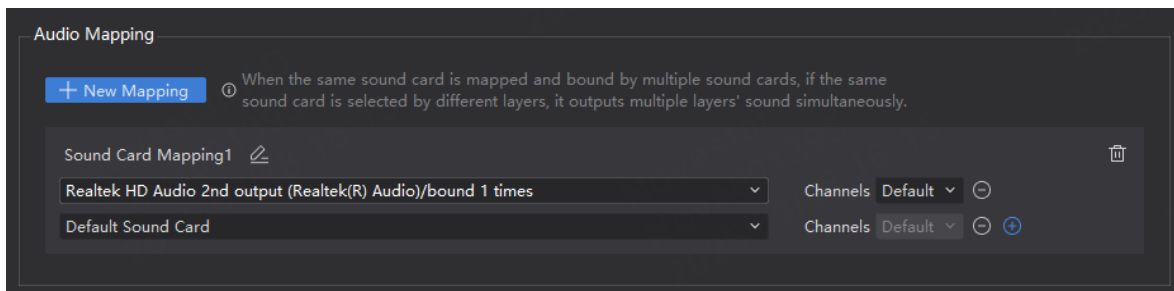 Audio Mapping
New Mapping
When the same sound card is mapped and bound by multiple sound cards, if the same
sound card is selected by different layers, it outputs multiple layers' sound simultaneously.
Sound Card Mapping1
Realtek HD Audio 2nd output (Realtek(R) Audio)/bound 1 times Channels Default
Default Sound Card Channels Default